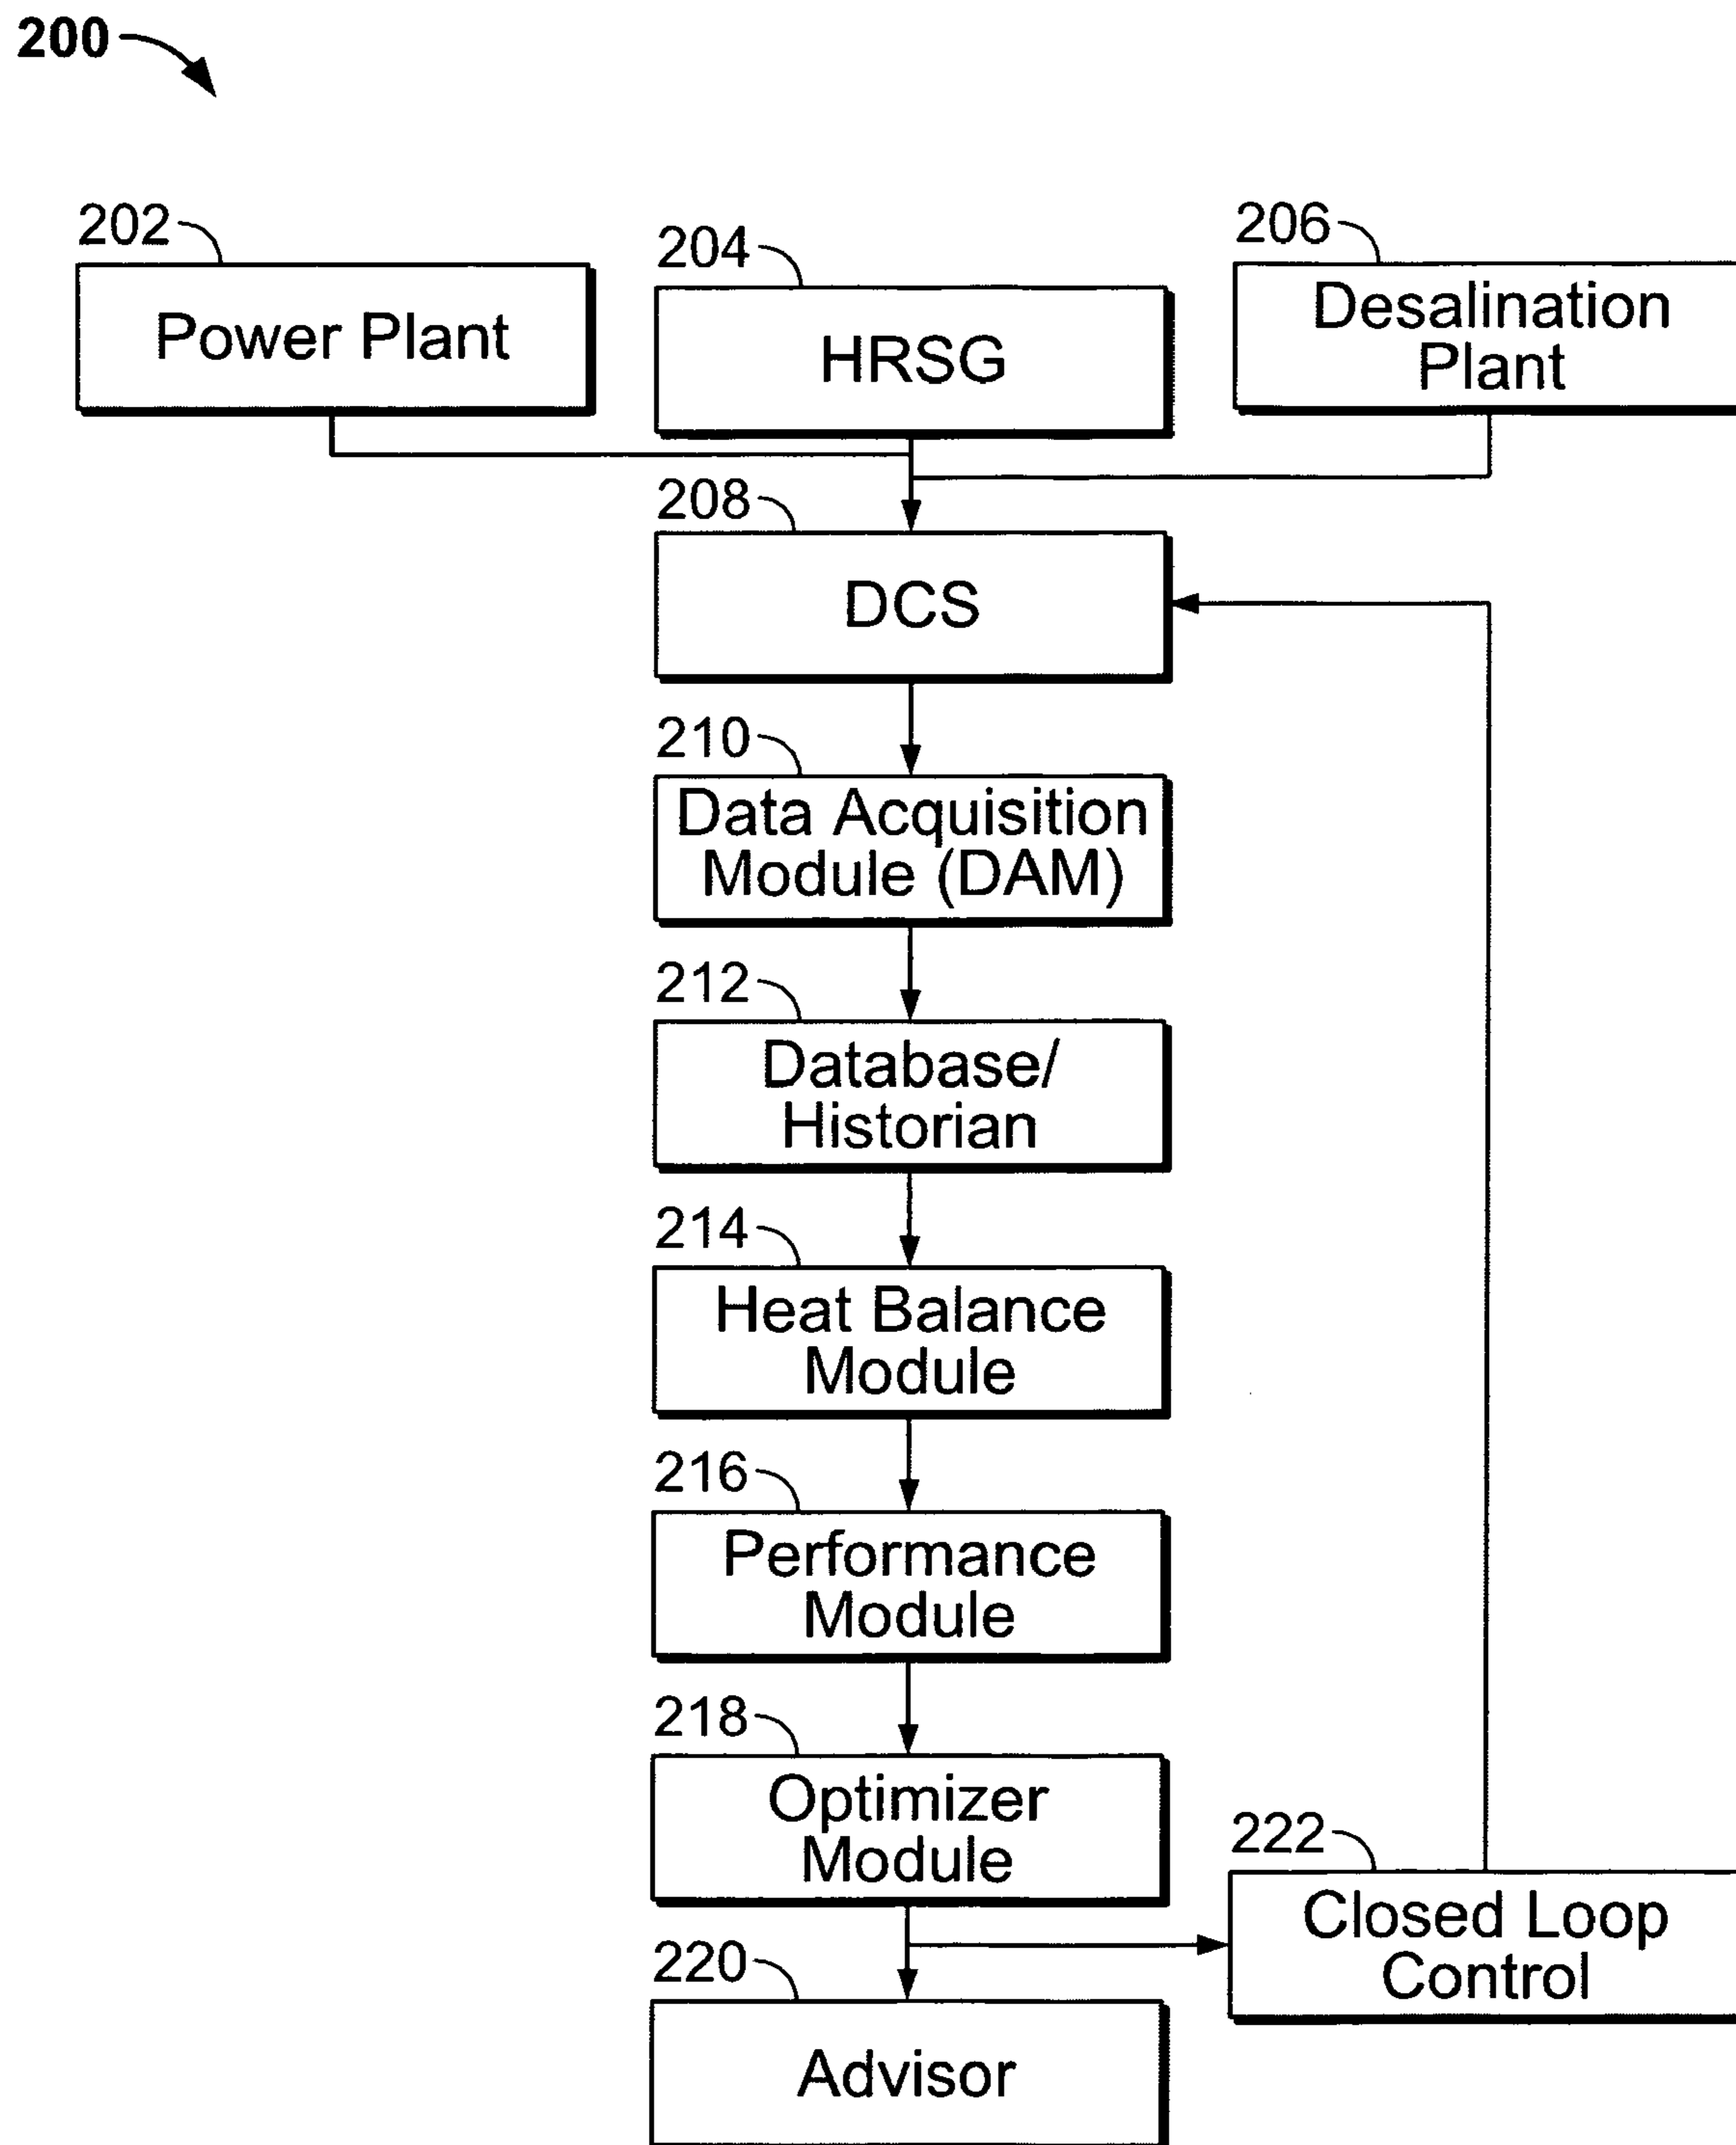 200
202
Power Plant
204
HRSG
206
Desalination
Plant
208
DCS
210
Data Acquisition
Module (DAM)
212
Database/
Historian
214
Heat Balance
Module
216
Performance
Module
218
Optimizer
Module
222
Closed Loop
Control
220
Advisor